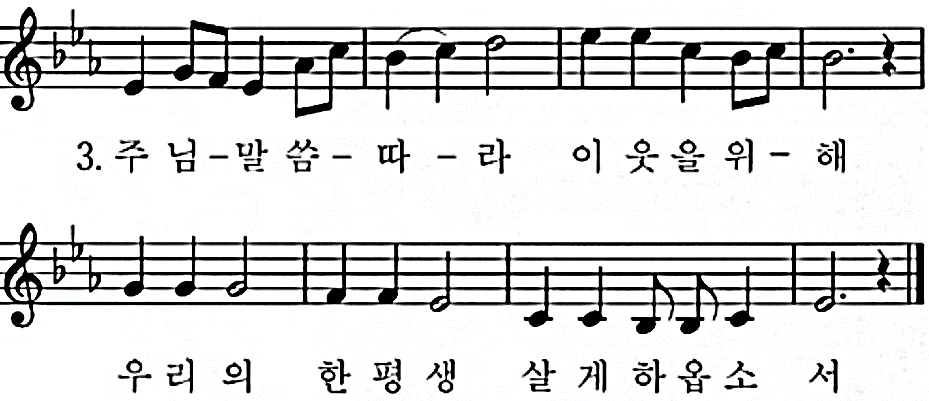 3. 주 님 - 말 씀 - 따 - 라 이 웃 을 위 - 해
우 리 의 한 평 생 살 게 하 옵 소 서